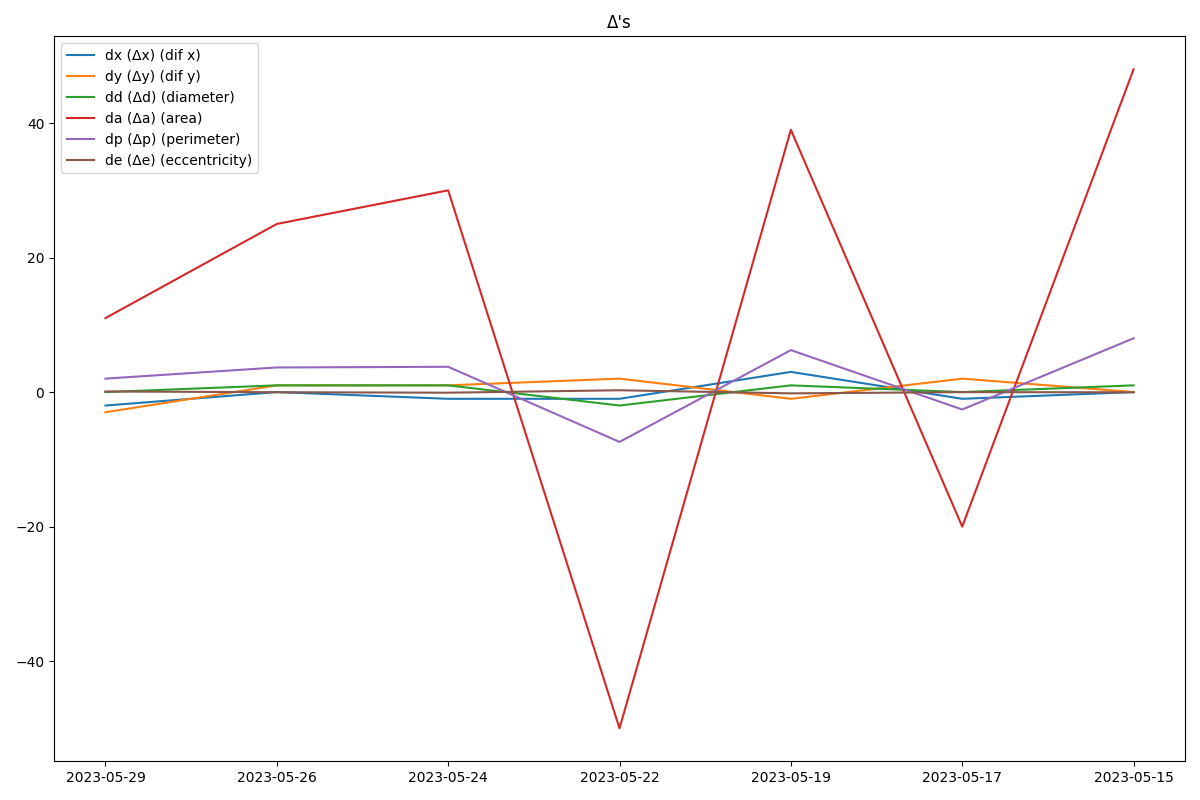 Δ's
dx (Δx) (dif x)
dy (Δy) (dif y)
dd (Δd) (diameter)
da (Δa) (area)
dp (Δp) (perimeter)
de (Δe) (eccentricity)
40
20
0
−20
−40
2023-05-29 2023-05-26 2023-05-24 2023-05-22 2023-05-19 2023-05-17 2023-05-15